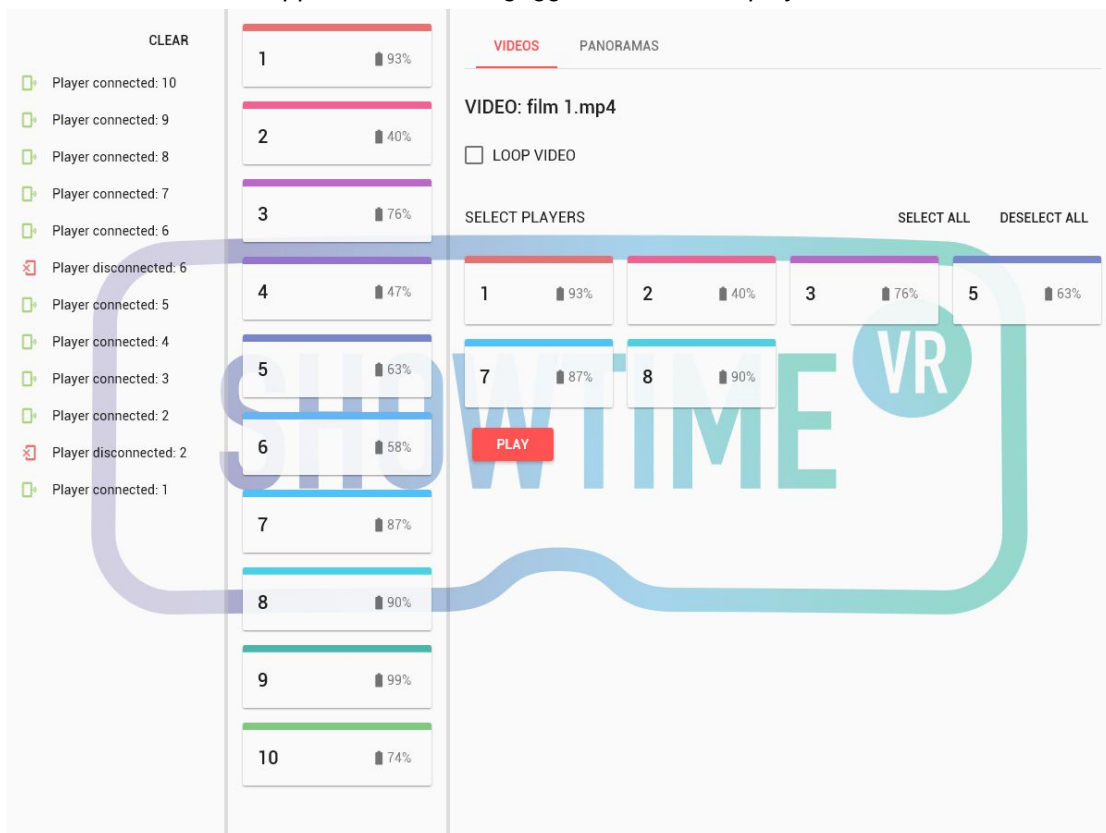 CLEAR
Player connected: 10
Player connected: 9
Player connected: 8
Player connected: 7
Player connected: 6
Player disconnected: 6
Player connected: 5
Player connected: 4
Player connected: 3
Player connected: 2
Player disconnected: 2
Player connected: 1
1 93%
2 40%
3 76%
4 47%
5 63%
6 58%
7 87%
8 90%
9 99%
10 74%
VIDEOS PANORAMAS
VIDEO: film 1.mp4
LOOP VIDEO
SELECT PLAYERS SELECT ALL DESELECT ALL
1 93% 2 40% 3 76% 5 63%
7 87% 8 90%
PLAY
SHOWTIME VR